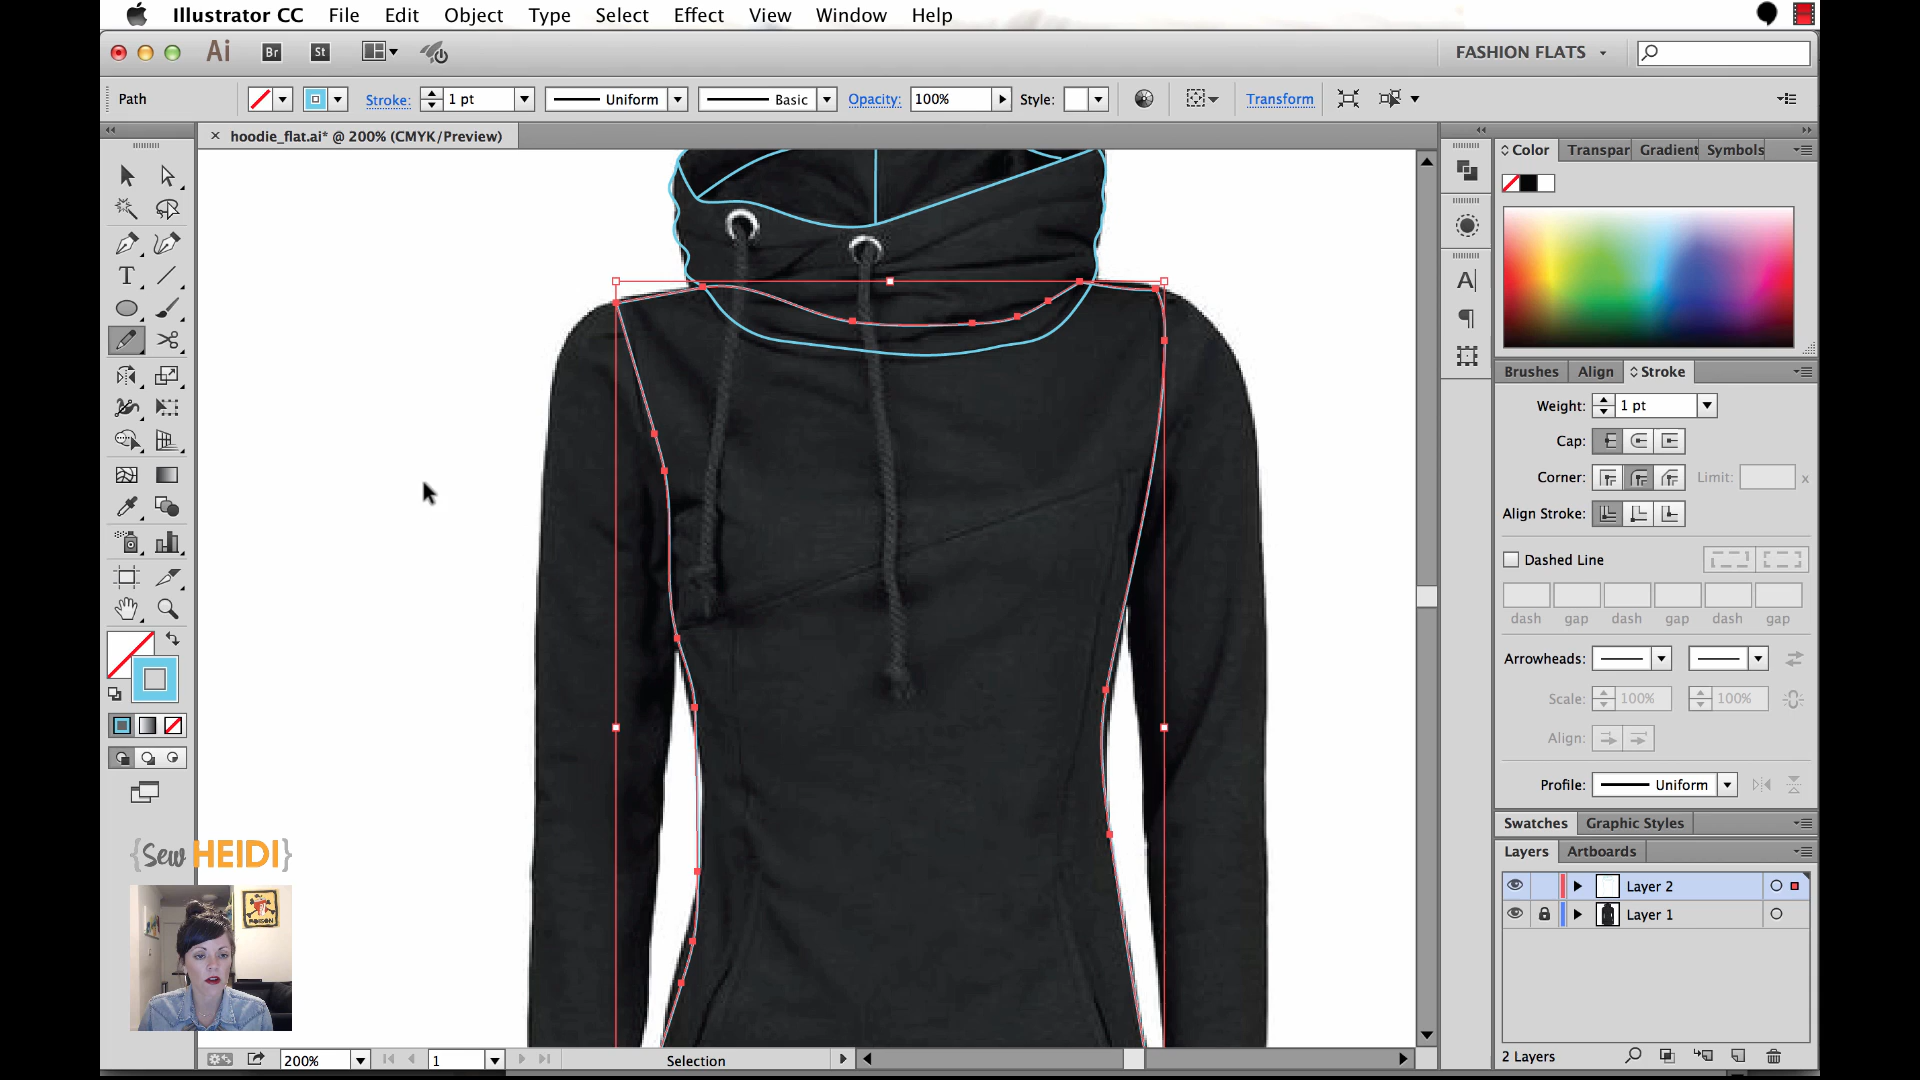 Illustrator CC File Edit Object Type Select Effect View Window Help
Ai Br St FASHION FLATS
Path Stroke: 1 pt Uniform Basic Opacity: 100% Style: Transform
× hoodie_flat.ai* @ 200% (CMYK/Preview)
Color Transpar Gradient Symbols
Brushes Align Stroke
Weight: 1 pt
Cap:
Corner: Limit: x
Align Stroke:
Dashed Line
dash gap dash gap dash gap
Arrowheads:
Scale: 100% 100%
Align:
Profile: Uniform
Swatches Graphic Styles
Layers Artboards
Layer 2
Layer 1
2 Layers
{Sew HEIDI}
POISON
200% 1 Selection